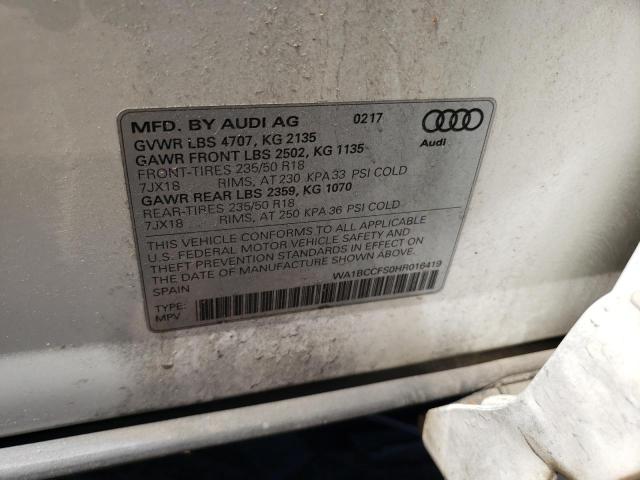 MFD. BY AUDI AG 0217
Audi
GVWR LBS 4707, KG 2135
GAWR FRONT LBS 2502, KG 1135
FRONT-TIRES 235/50 R18
7JX18 RIMS, AT 230 KPA 33 PSI COLD
GAWR REAR LBS 2359, KG 1070
REAR-TIRES 235/50 R18
7JX18 RIMS, AT 250 KPA 36 PSI COLD
THIS VEHICLE CONFORMS TO ALL APPLICABLE
U.S. FEDERAL MOTOR VEHICLE SAFETY AND
THEFT PREVENTION STANDARDS IN EFFECT ON
THE DATE OF MANUFACTURE SHOWN ABOVE.
SPAIN WA1BCCFS0HR016419
TYPE:
MPV